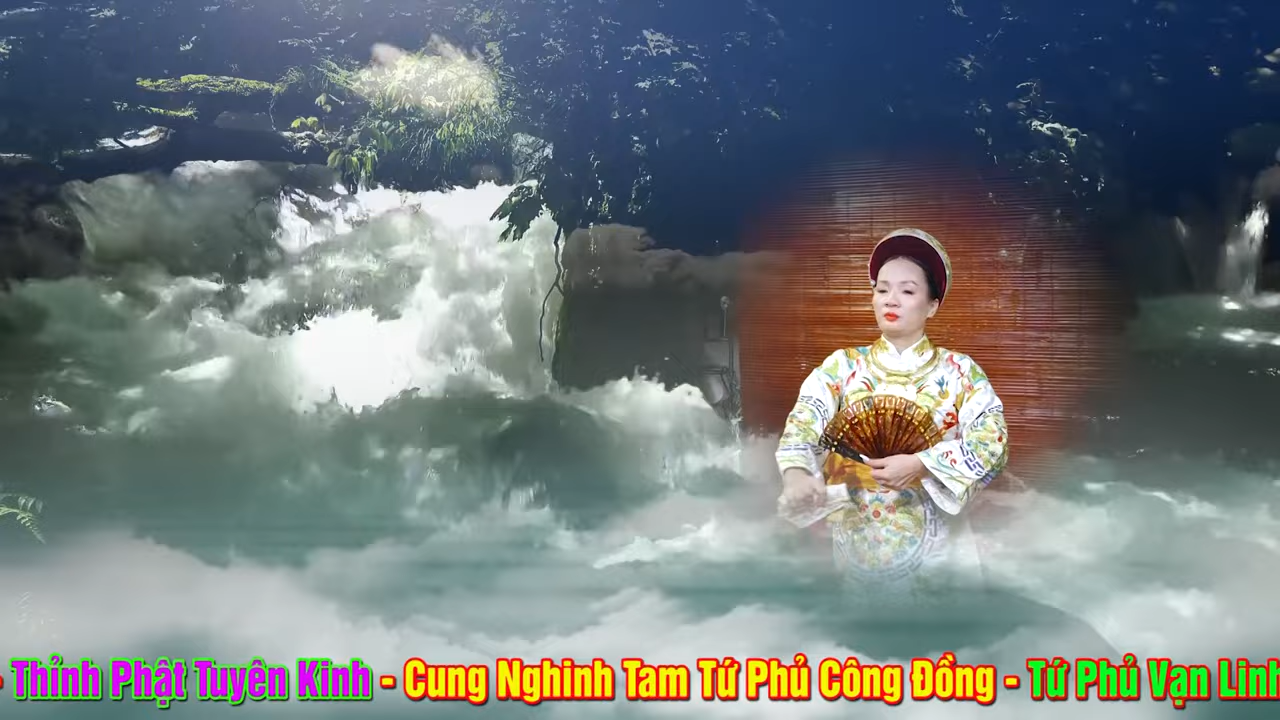 - Thỉnh Phật Tuyên Kinh - Cung Nghinh Tam Tứ Phủ Công Đồng - Tứ Phủ Vạn Linh